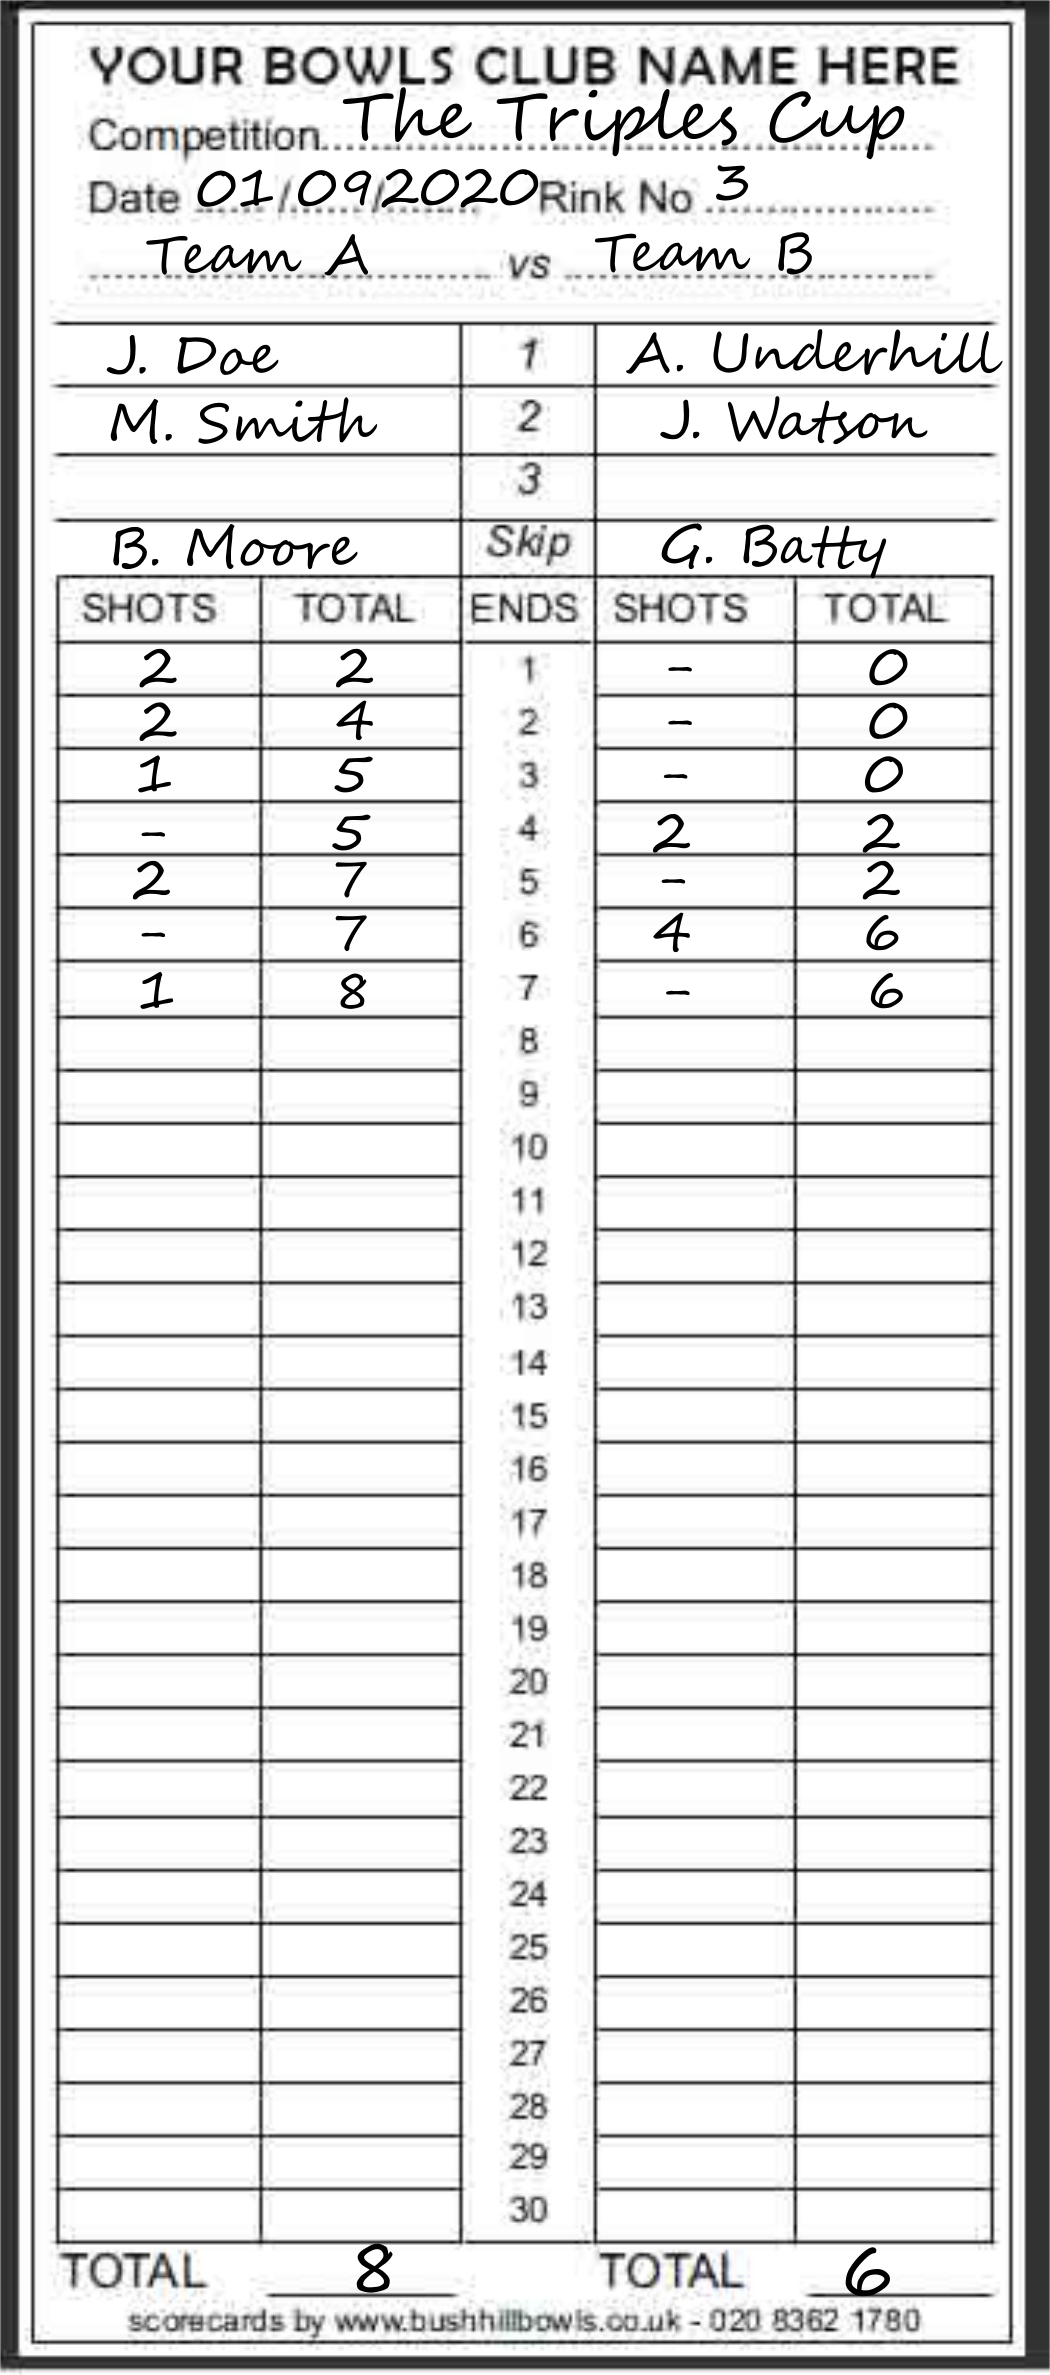 YOUR BOWLS CLUB NAME HERE
Competition The Triples Cup
Date 01/09/2020 Rink No 3
Team A vs Team B
J. Doe 1 A. Underhill
M. Smith 2 J. Watson
3
B. Moore Skip G. Batty
SHOTS TOTAL ENDS SHOTS TOTAL
2 2 1 - 0
2 4 2 - 0
1 5 3 - 0
- 5 4 2 2
2 7 5 - 2
- 7 6 4 6
1 8 7 - 6
8
9
10
11
12
13
14
15
16
17
18
19
20
21
22
23
24
25
26
27
28
29
30
TOTAL 8 TOTAL 6
scorecards by www.bushhillbowls.co.uk - 020 8362 1780